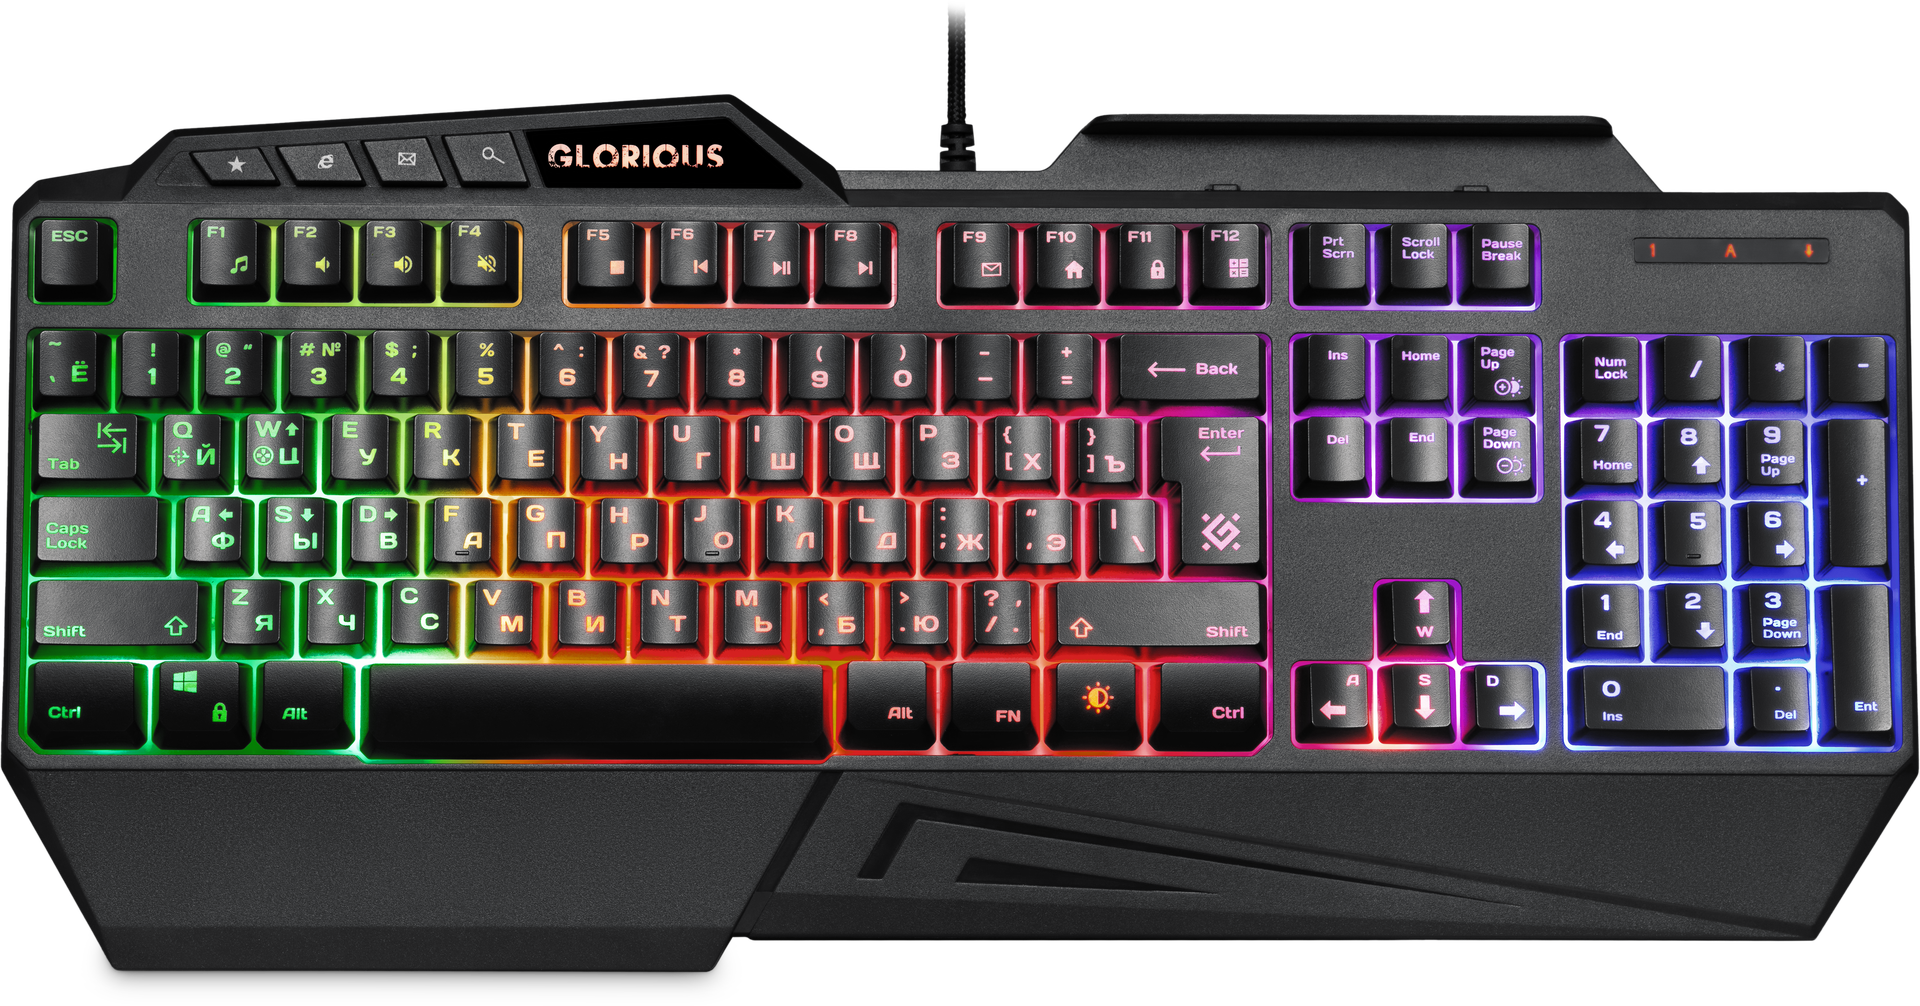 GLORIOUS
ESC F1 F2 F3 F4 F5 F6 F7 F8 F9 F10 F11 F12 Prt Scrn Scroll Lock Pause Break 1 A
~ ` Ё ! 1 @ " 2 # № 3 $ ; 4 % 5 ^ : 6 & ? 7 * 8 ( 9 ) 0 - – + = Back Ins Home Page Up Num Lock / * -
Tab Q Й W Ц E У R К T Е Y Н U Г I Ш O Щ P З { [ Х } ] Ъ Enter Del End Page Down 7 Home 8 9 Page Up +
Caps Lock A Ф S Ы D В F А G П H Р J О K Л L Д : ; Ж " ' Э | \ 4 5 6
Shift Z Я X Ч C С V М B И N Т M Ь < , Б > . Ю ? , / . Shift W 1 End 2 3 Page Down
Ctrl Alt Alt FN Ctrl A S D 0 Ins . Del Ent